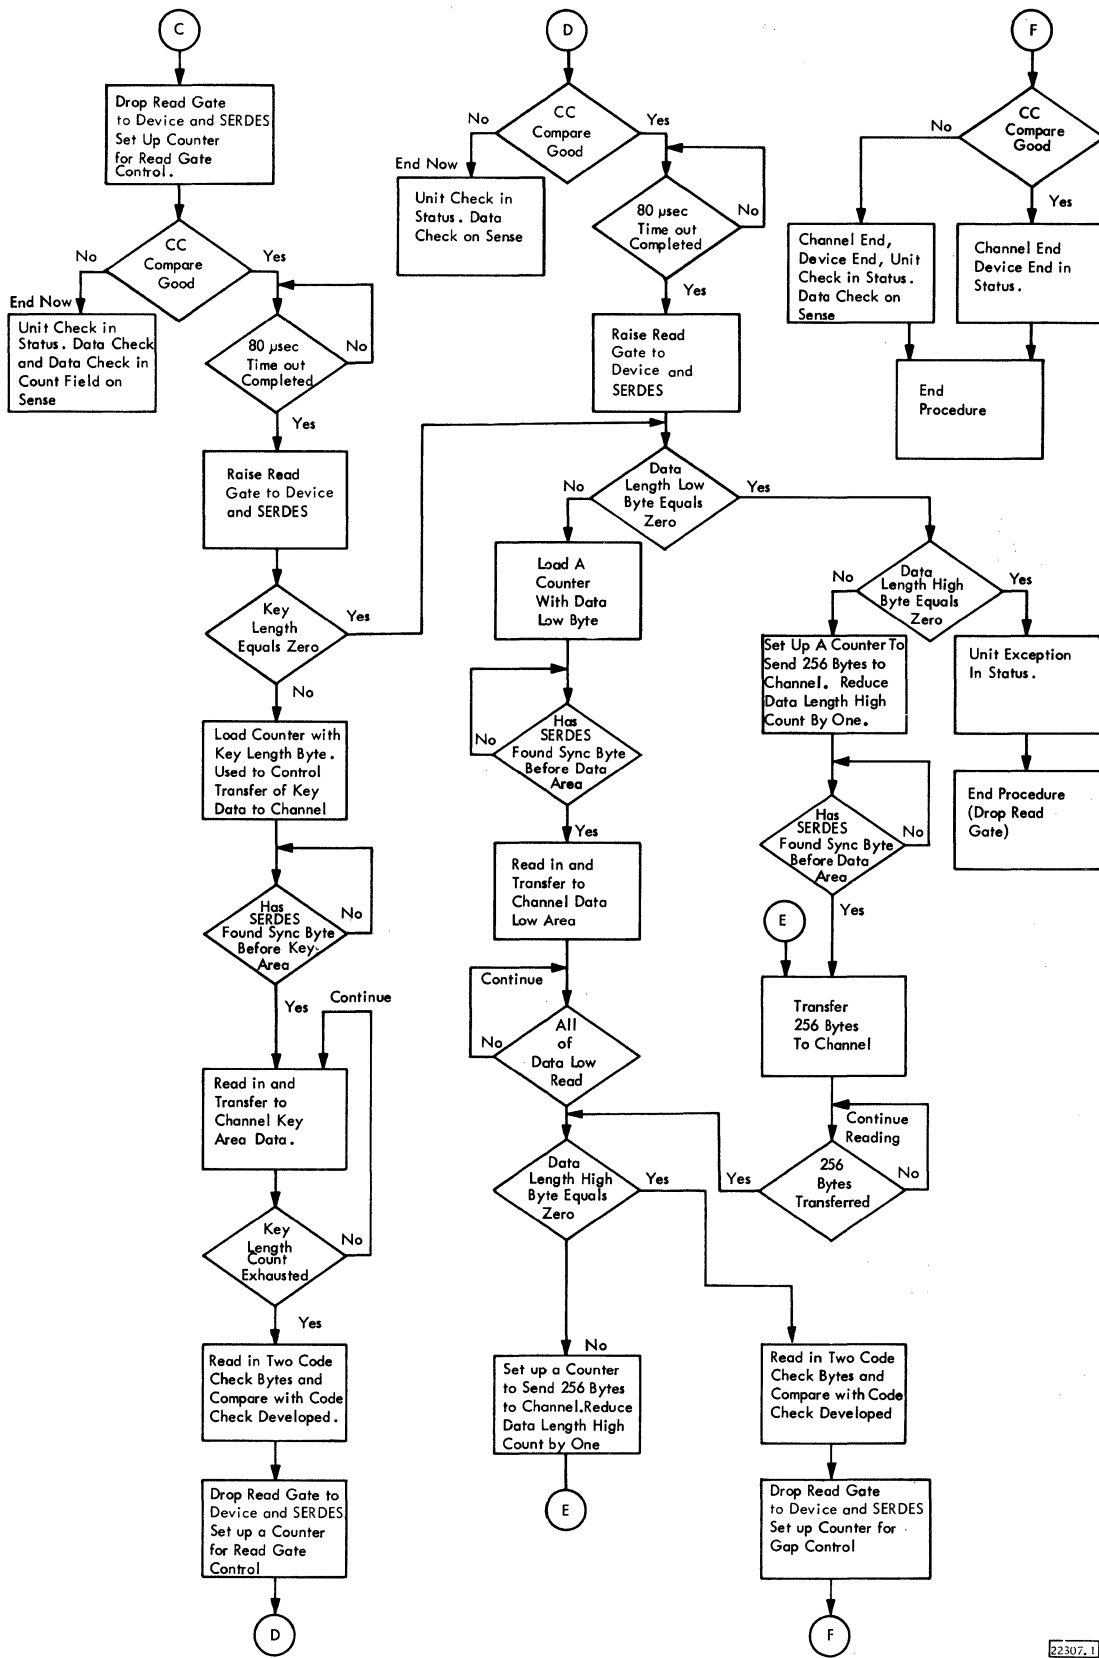 C
Drop Read Gate
to Device and SERDES
Set Up Counter
for Read Gate
Control.
CC
Compare
Good
No
Yes
End Now
Unit Check in
Status. Data Check
and Data Check in
Count Field on
Sense
80 µsec
Time out
Completed
No
Yes
Raise Read
Gate to Device
and SERDES
Key
Length
Equals Zero
Yes
No
Load Counter with
Key Length Byte.
Used to Control
Transfer of Key
Data to Channel
Has
SERDES
Found Sync Byte
Before Key
Area
No
Yes
Continue
Read in and
Transfer to
Channel Key
Area Data.
Key
Length
Count
Exhausted
No
Yes
Read in Two Code
Check Bytes and
Compare with Code
Check Developed.
Drop Read Gate to
Device and SERDES
Set up a Counter
for Read Gate
Control
D
D
CC
Compare
Good
No
Yes
End Now
Unit Check in
Status. Data
Check on Sense
80 µsec
Time out
Completed
No
Yes
Raise Read
Gate to
Device and
SERDES
Data
Length Low
Byte Equals
Zero
No
Yes
Load A
Counter
With Data
Low Byte
Has
SERDES
Found Sync Byte
Before Data
Area
No
Yes
Read in and
Transfer to
Channel Data
Low Area
Continue
All
of
Data Low
Read
No
Data
Length High
Byte Equals
Zero
Yes
No
Set up a Counter
to Send 256 Bytes
to Channel.Reduce
Data Length High
Count by One
E
F
CC
Compare
Good
No
Yes
Channel End,
Device End, Unit
Check in Status.
Data Check on
Sense
Channel End
Device End in
Status.
End
Procedure
Data
Length High
Byte Equals
Zero
No
Yes
Set Up A Counter To
Send 256 Bytes to
Channel. Reduce
Data Length High
Count By One.
Unit Exception
In Status.
End Procedure
(Drop Read
Gate)
Has
SERDES
Found Sync Byte
Before Data
Area
No
Yes
E
Transfer
256 Bytes
To Channel
Continue
Reading
256
Bytes
Transferred
No
Yes
Read in Two Code
Check Bytes and
Compare with Code
Check Developed
Drop Read Gate
to Device and SERDES
Set up Counter for
Gap Control
F
22307.1